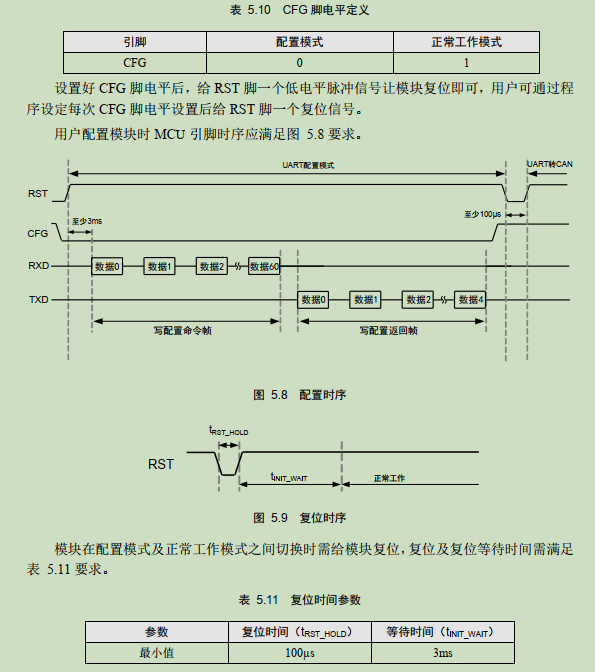 表 5.10 CFG 脚电平定义
引脚 配置模式 正常工作模式
CFG 0 1
设置好 CFG 脚电平后，给 RST 脚一个低电平脉冲信号让模块复位即可，用户可通过程
序设定每次 CFG 脚电平设置后给 RST 脚一个复位信号。
用户配置模块时 MCU 引脚时序应满足图 5.8 要求。
UART配置模式 UART转CAN
RST
至少3ms 至少100μs
CFG
RXD 数据0 数据1 数据2 数据60
TXD 数据0 数据1 数据2 数据4
写配置命令帧 写配置返回帧
图 5.8 配置时序
tRST_HOLD
RST
tINIT_WAIT 正常工作
图 5.9 复位时序
模块在配置模式及正常工作模式之间切换时需给模块复位，复位及复位等待时间需满足
表 5.11 要求。
表 5.11 复位时间参数
参数 复位时间（tRST_HOLD） 等待时间（tINIT_WAIT）
最小值 100μs 3ms